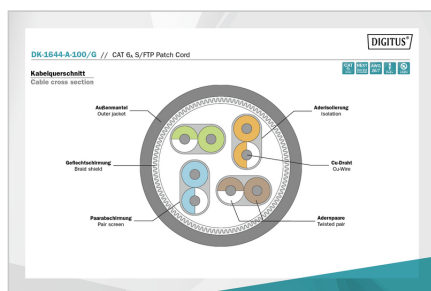 DIGITUS®
DK-1644-A-100/G // CAT 6A S/FTP Patch Cord
Kabelquerschnitt
Cable cross section
Außenmantel
Outer jacket
Aderisolierung
Isolation
Geflechtschirmung
Braid shield
Cu-Draht
Cu-Wire
Paarabschirmung
Pair screen
Adernpaare
Twisted pair